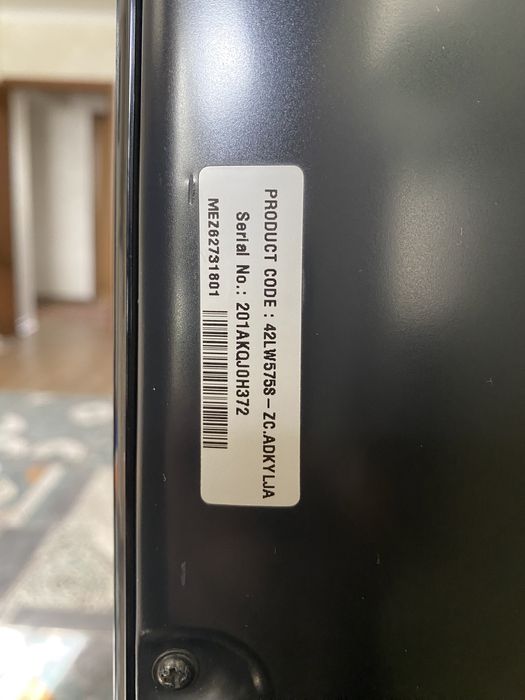 PRODUCT CODE : 42LW575S-ZC.ADKYLJA
Serial No.: 201AKQJ0H372
MEZ62731801